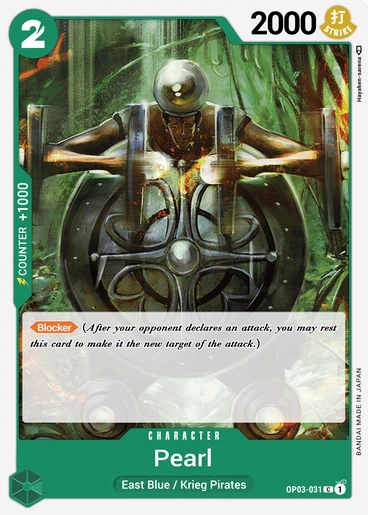 2
2000
打
STRIKE
Hayaken-sarena
COUNTER +1000
Blocker (After your opponent declares an attack, you may rest
this card to make it the new target of the attack.)
BANDAI MADE IN JAPAN
CHARACTER
Pearl
East Blue / Krieg Pirates
OP03-031 C 1